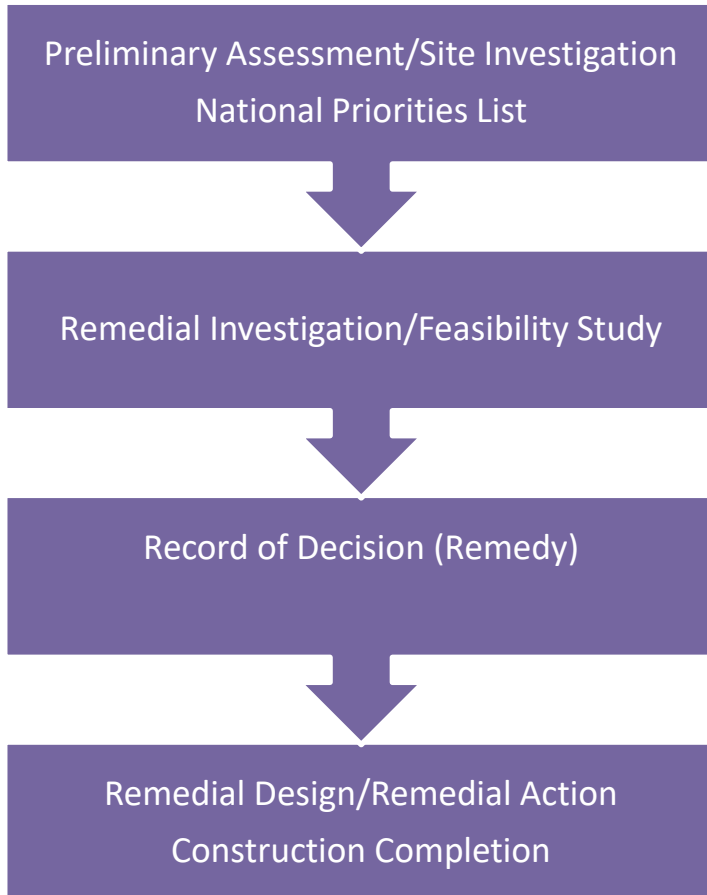 Preliminary Assessment/Site Investigation
National Priorities List
Remedial Investigation/Feasibility Study
Record of Decision (Remedy)
Remedial Design/Remedial Action
Construction Completion